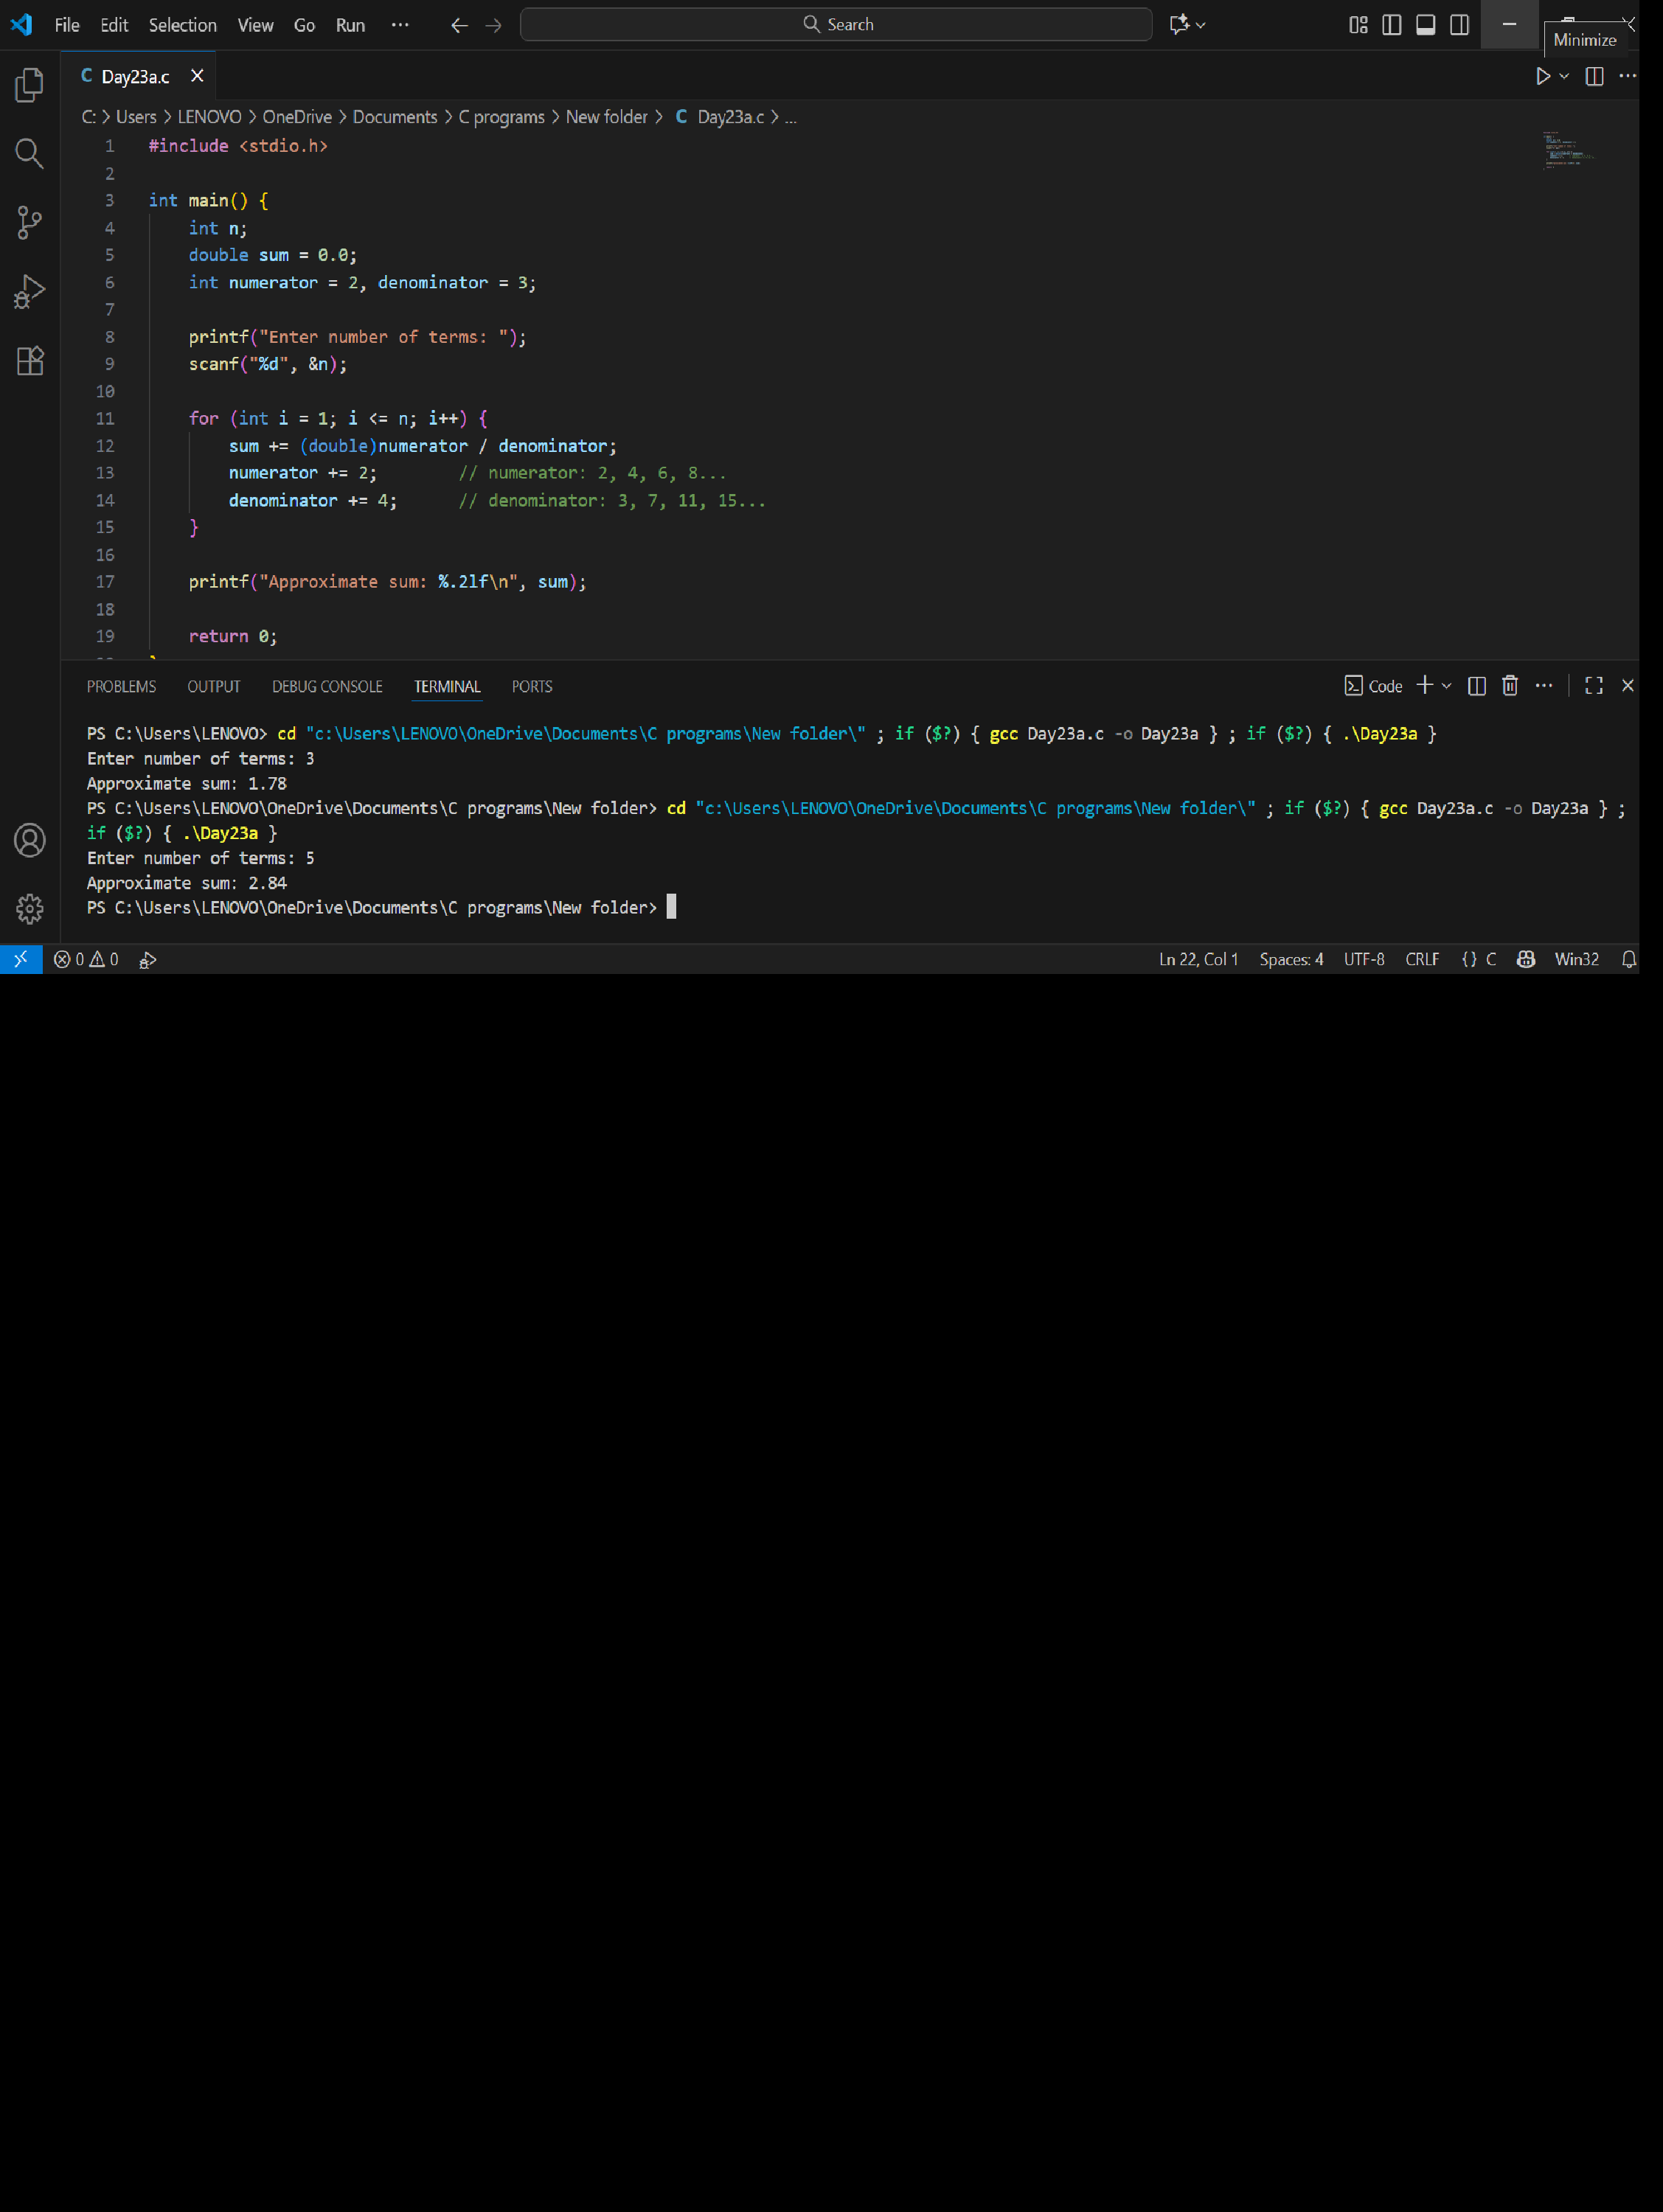 File Edit Selection View Go Run ... Search
Minimize
C Day23a.c
C: > Users > LENOVO > OneDrive > Documents > C programs > New folder > C Day23a.c > ...
1 #include <stdio.h>
2
3 int main() {
4     int n;
5     double sum = 0.0;
6     int numerator = 2, denominator = 3;
7
8     printf("Enter number of terms: ");
9     scanf("%d", &n);
10
11     for (int i = 1; i <= n; i++) {
12         sum += (double)numerator / denominator;
13         numerator += 2;        // numerator: 2, 4, 6, 8...
14         denominator += 4;      // denominator: 3, 7, 11, 15...
15     }
16
17     printf("Approximate sum: %.2lf\n", sum);
18
19     return 0;
PROBLEMS OUTPUT DEBUG CONSOLE TERMINAL PORTS Code
PS C:\Users\LENOVO> cd "c:\Users\LENOVO\OneDrive\Documents\C programs\New folder\" ; if ($?) { gcc Day23a.c -o Day23a } ; if ($?) { .\Day23a }
Enter number of terms: 3
Approximate sum: 1.78
PS C:\Users\LENOVO\OneDrive\Documents\C programs\New folder> cd "c:\Users\LENOVO\OneDrive\Documents\C programs\New folder\" ; if ($?) { gcc Day23a.c -o Day23a } ;
if ($?) { .\Day23a }
Enter number of terms: 5
Approximate sum: 2.84
PS C:\Users\LENOVO\OneDrive\Documents\C programs\New folder>
0 0 Ln 22, Col 1 Spaces: 4 UTF-8 CRLF {} C Win32